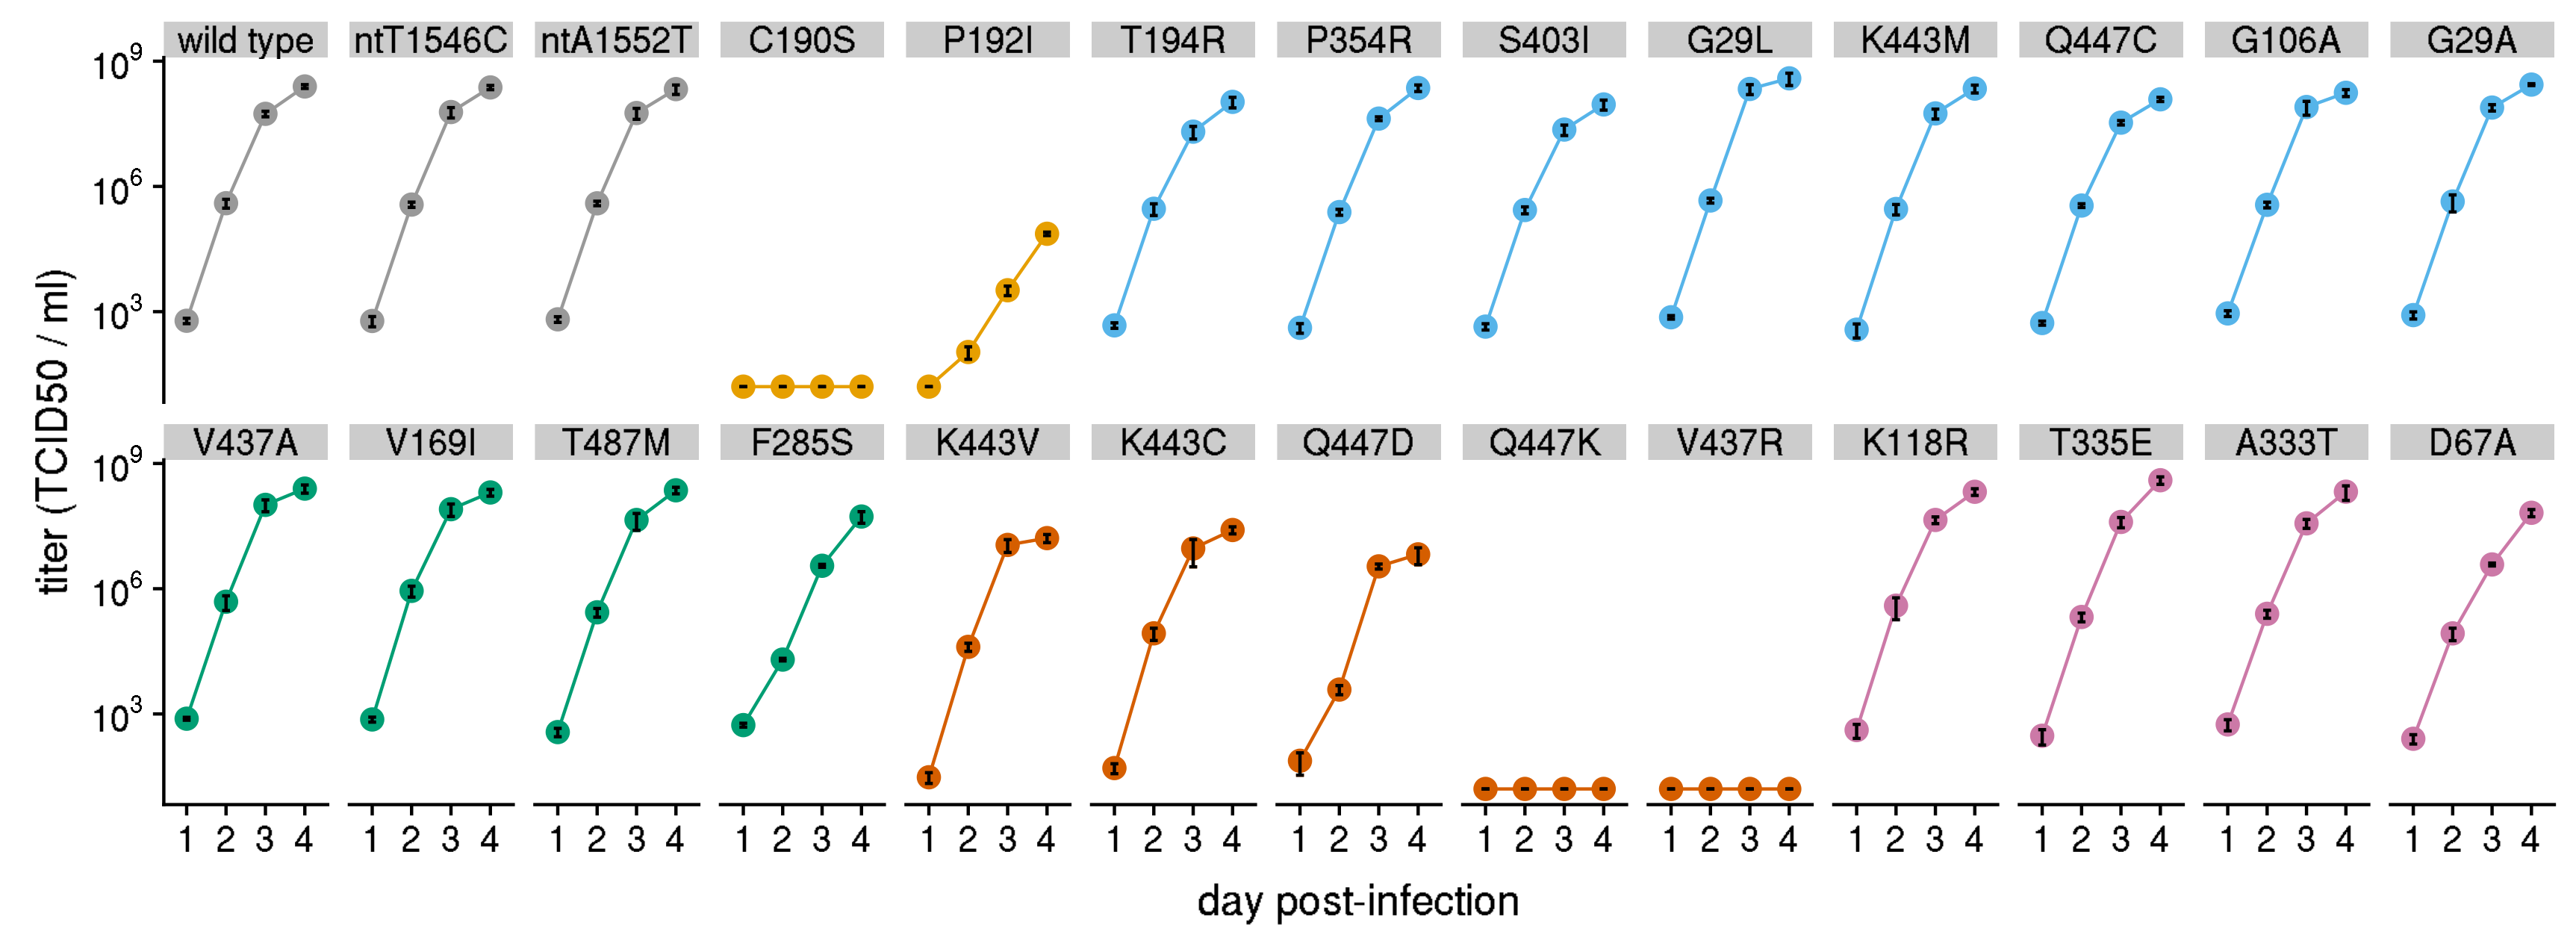 wild type ntT1546C ntA1552T C190S P192I T194R P354R S403I G29L K443M Q447C G106A G29A
10^9
10^6
10^3
titer (TCID50 / ml)
V437A V169I T487M F285S K443V K443C Q447D Q447K V437R K118R T335E A333T D67A
10^9
10^6
10^3
1 2 3 4 1 2 3 4 1 2 3 4 1 2 3 4 1 2 3 4 1 2 3 4 1 2 3 4 1 2 3 4 1 2 3 4 1 2 3 4 1 2 3 4 1 2 3 4 1 2 3 4
day post-infection